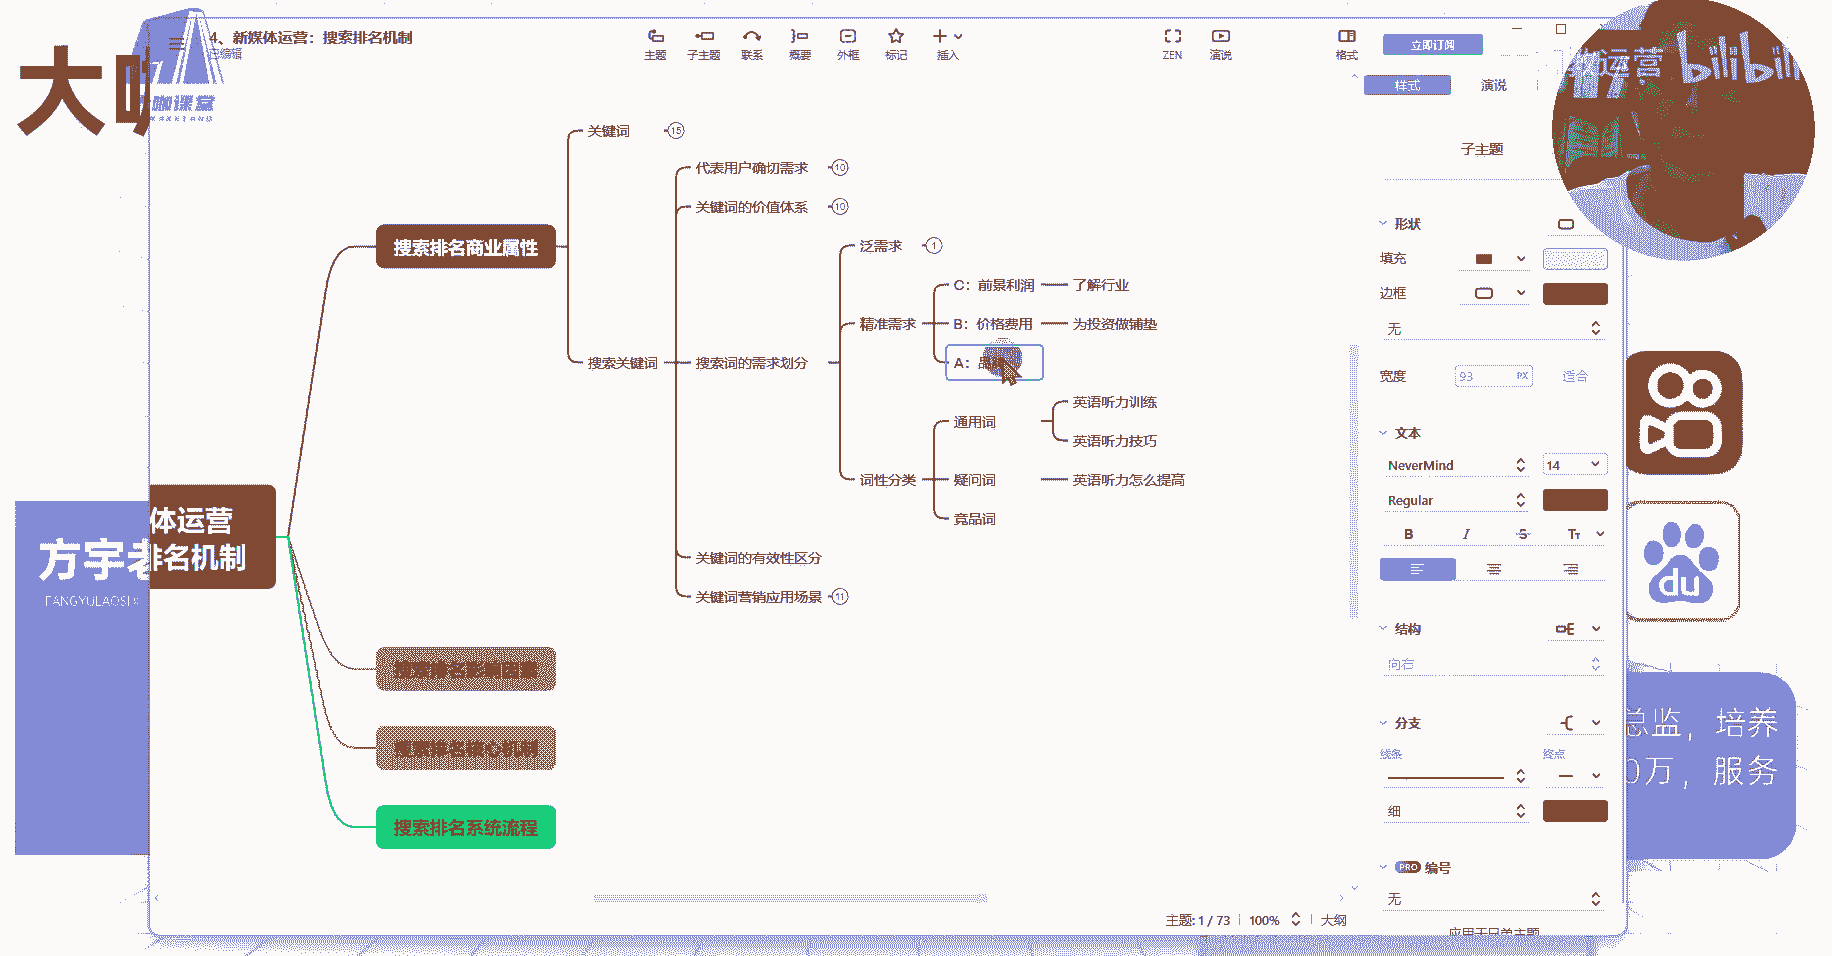 4、新媒体运营：搜索排名机制
已编辑
主题
子主题
联系
概要
外框
标记
插入
ZEN
演说
格式
立即订阅
大
咖课堂
运营
bilibili
样式
演说
子主题
关键词
15
代表用户确切需求
10
关键词的价值体系
10
泛需求
1
C：前景利润
了解行业
精准需求
B：价格费用
为投资做铺垫
搜索排名商业属性
搜索关键词
搜索词的需求划分
A：
通用词
英语听力训练
英语听力技巧
词性分类
疑问词
英语听力怎么提高
竞品词
关键词的有效性区分
关键词营销应用场景
11
体运营
排名机制
方宇老
FANGYULAOSI
搜索排名影响因素
搜索排名核心机制
搜索排名系统流程
形状
填充
边框
无
宽度
93
PX
适合
文本
NeverMind
14
Regular
B
I
S
Tт
结构
向右
分支
线条
终点
细
PRO
编号
无
应用于兄弟主题
du
总监，培养
0万，服务
主题: 1 / 73
100%
大纲